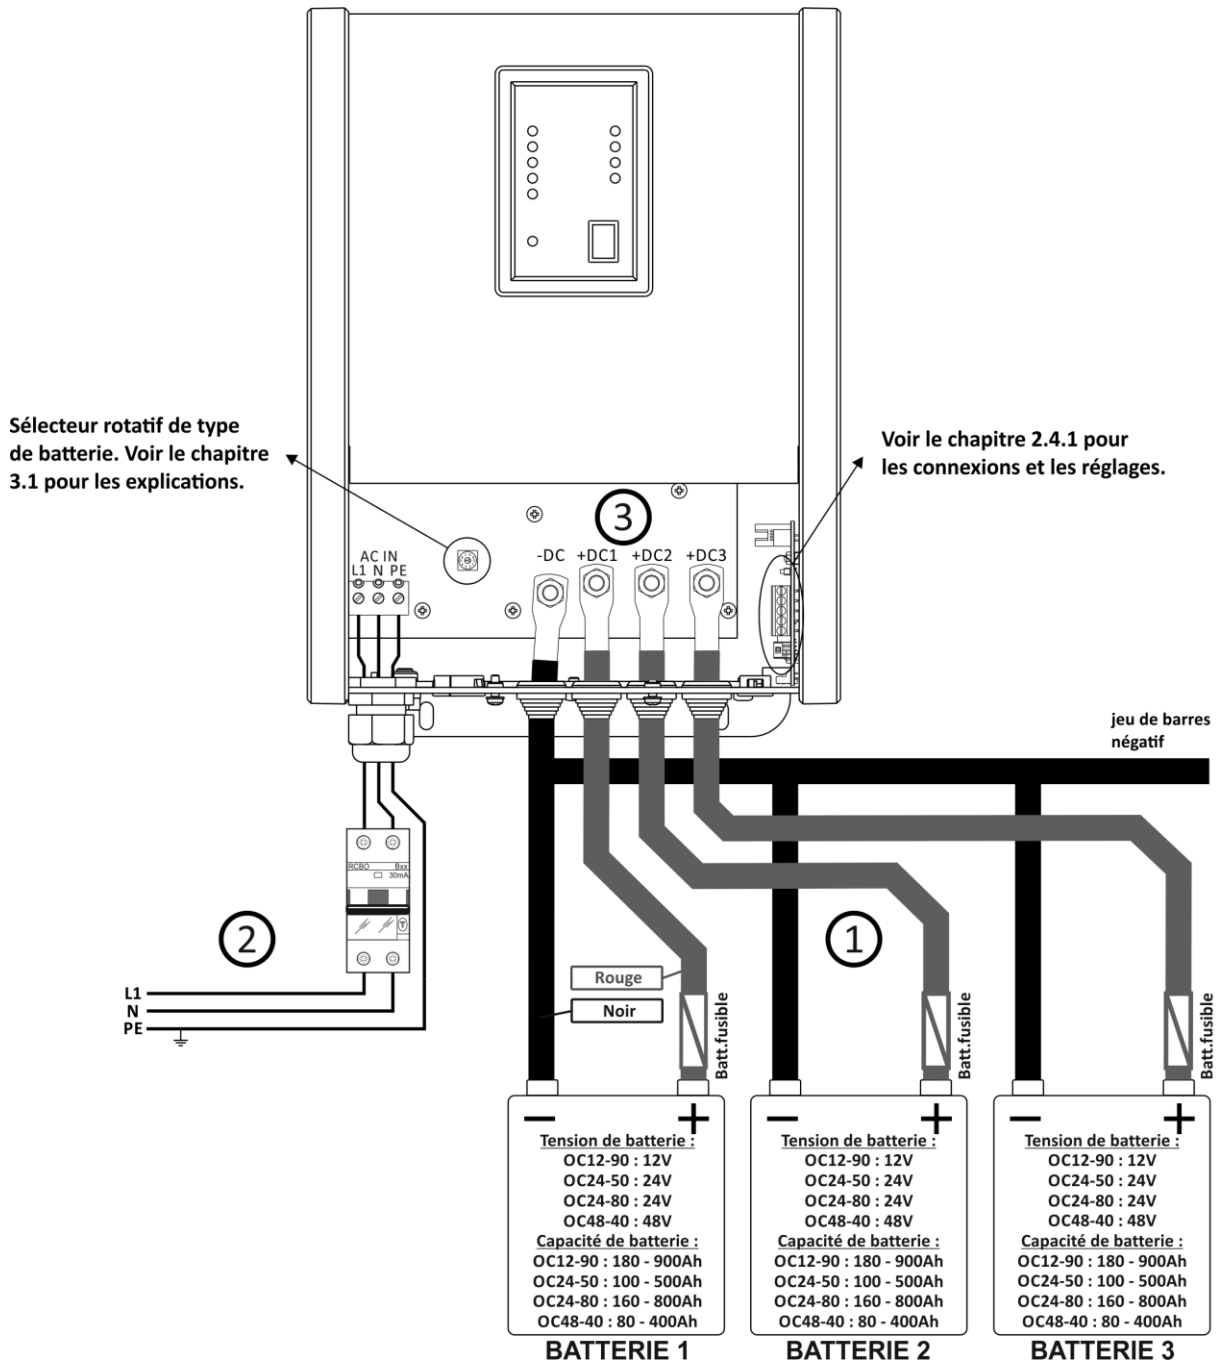 Sélecteur rotatif de type
de batterie. Voir le chapitre
3.1 pour les explications.
Voir le chapitre 2.4.1 pour
les connexions et les réglages.
3
AC IN
L1 N PE
-DC +DC1 +DC2 +DC3
jeu de barres
négatif
RCBO Bxx
30mA
T
2
1
L1
N
PE
Rouge
Noir
Batt.fusible
Batt.fusible
Batt.fusible
Tension de batterie :
OC12-90 : 12V
OC24-50 : 24V
OC24-80 : 24V
OC48-40 : 48V
Capacité de batterie :
OC12-90 : 180 - 900Ah
OC24-50 : 100 - 500Ah
OC24-80 : 160 - 800Ah
OC48-40 : 80 - 400Ah
BATTERIE 1
Tension de batterie :
OC12-90 : 12V
OC24-50 : 24V
OC24-80 : 24V
OC48-40 : 48V
Capacité de batterie :
OC12-90 : 180 - 900Ah
OC24-50 : 100 - 500Ah
OC24-80 : 160 - 800Ah
OC48-40 : 80 - 400Ah
BATTERIE 2
Tension de batterie :
OC12-90 : 12V
OC24-50 : 24V
OC24-80 : 24V
OC48-40 : 48V
Capacité de batterie :
OC12-90 : 180 - 900Ah
OC24-50 : 100 - 500Ah
OC24-80 : 160 - 800Ah
OC48-40 : 80 - 400Ah
BATTERIE 3